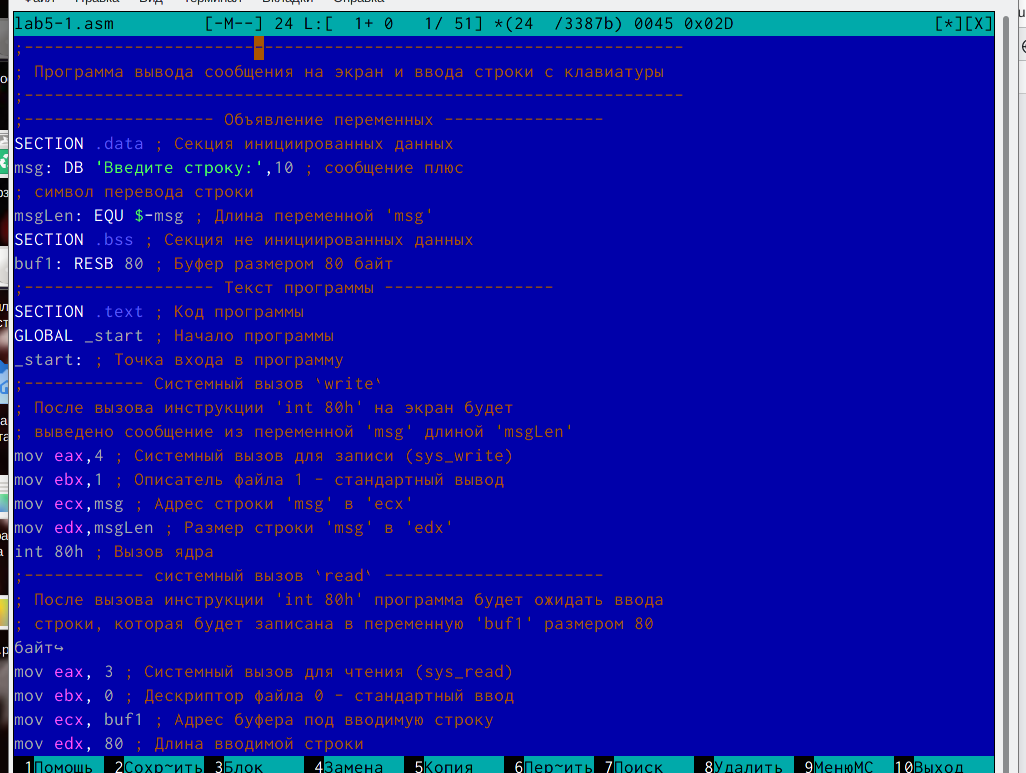 lab5-1.asm [-M--] 24 L:[ 1+ 0 1/ 51] *(24 /3387b) 0045 0x02D [*][X]
;------------------------------------------------------------------
; Программа вывода сообщения на экран и ввода строки с клавиатуры
;------------------------------------------------------------------
;------------------- Объявление переменных ----------------
SECTION .data ; Секция инициированных данных
msg: DB 'Введите строку:',10 ; сообщение плюс
; символ перевода строки
msgLen: EQU $-msg ; Длина переменной 'msg'
SECTION .bss ; Секция не инициированных данных
buf1: RESB 80 ; Буфер размером 80 байт
;------------------- Текст программы -----------------
SECTION .text ; Код программы
GLOBAL _start ; Начало программы
_start: ; Точка входа в программу
;------------ Системный вызов `write`
; После вызова инструкции 'int 80h' на экран будет
; выведено сообщение из переменной 'msg' длиной 'msgLen'
mov eax,4 ; Системный вызов для записи (sys_write)
mov ebx,1 ; Описатель файла 1 - стандартный вывод
mov ecx,msg ; Адрес строки 'msg' в 'ecx'
mov edx,msgLen ; Размер строки 'msg' в 'edx'
int 80h ; Вызов ядра
;------------ системный вызов `read` ----------------------
; После вызова инструкции 'int 80h' программа будет ожидать ввода
; строки, которая будет записана в переменную 'buf1' размером 80
байт↪
mov eax, 3 ; Системный вызов для чтения (sys_read)
mov ebx, 0 ; Дескриптор файла 0 - стандартный ввод
mov ecx, buf1 ; Адрес буфера под вводимую строку
mov edx, 80 ; Длина вводимой строки
1Помощь 2Сохр~ить 3Блок 4Замена 5Копия 6Пер~ить 7Поиск 8Удалить 9МенюMC 10Выход